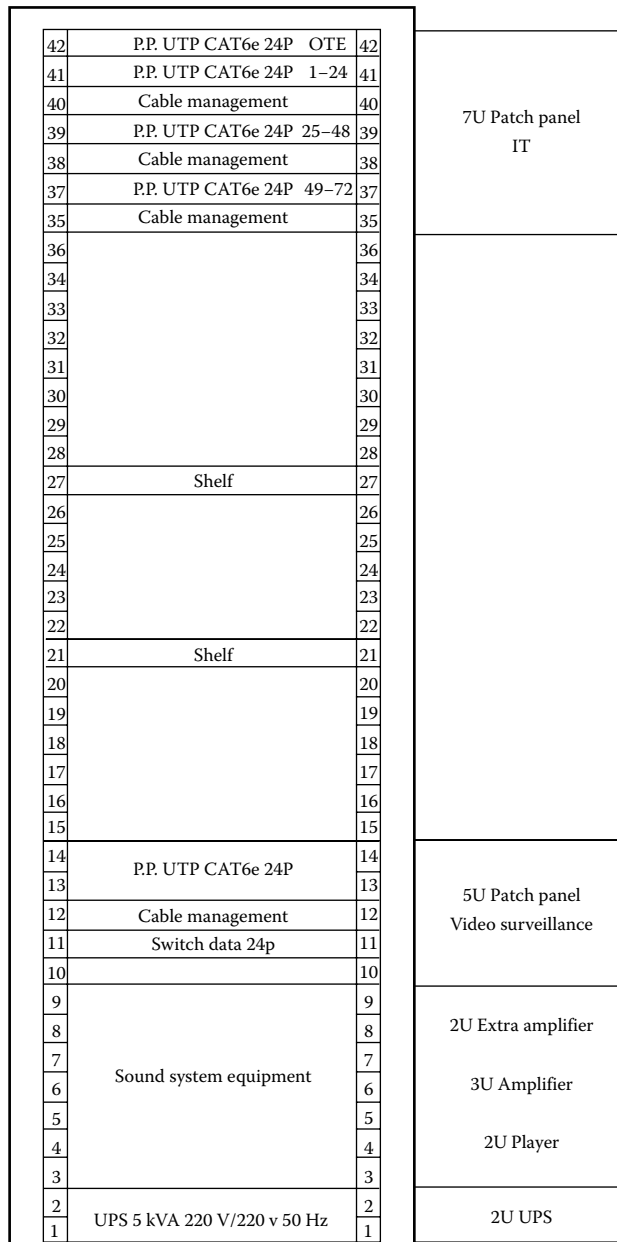 42 P.P. UTP CAT6e 24P OTE 42
41 P.P. UTP CAT6e 24P 1–24 41
40 Cable management 40
39 P.P. UTP CAT6e 24P 25–48 39
38 Cable management 38
37 P.P. UTP CAT6e 24P 49–72 37
35 Cable management 35
7U Patch panel
IT
36 36
34 34
33 33
32 32
31 31
30 30
29 29
28 28
27 Shelf 27
26 26
25 25
24 24
23 23
22 22
21 Shelf 21
20 20
19 19
18 18
17 17
16 16
15 15
14 14
P.P. UTP CAT6e 24P
13 13
12 Cable management 12
11 Switch data 24p 11
10 10
5U Patch panel
Video surveillance
9 9
8 8
7 7
Sound system equipment
6 6
5 5
4 4
3 3
2U Extra amplifier
3U Amplifier
2U Player
2 2
UPS 5 kVA 220 V/220 v 50 Hz
1 1
2U UPS